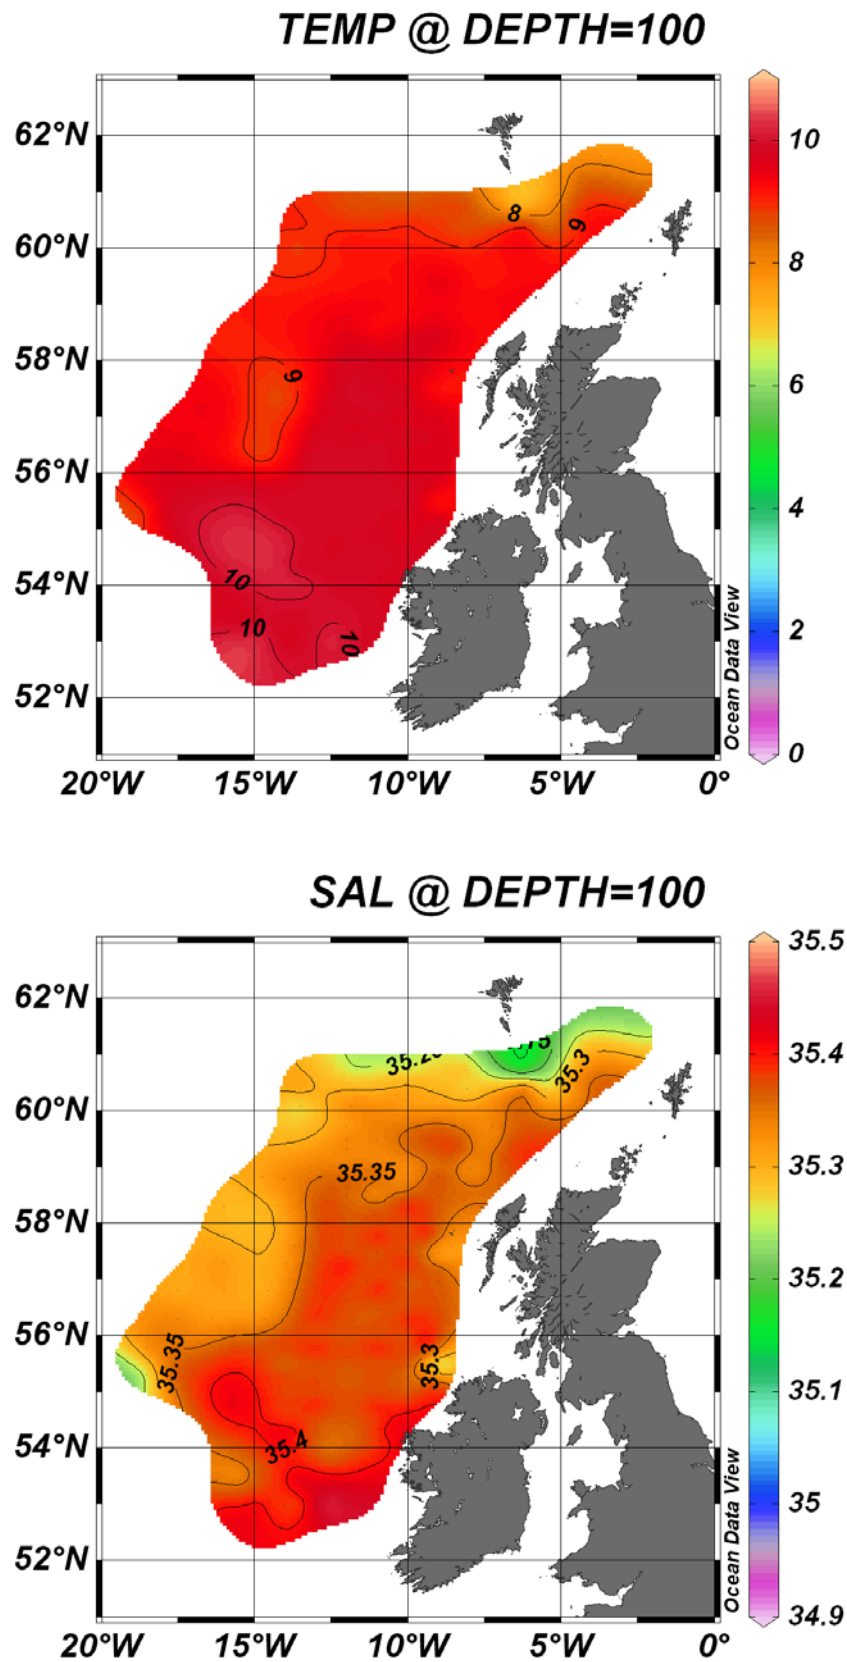 TEMP @ DEPTH=100
62°N
60°N
58°N
56°N
54°N
52°N
8
9
9
10
10
10
10
8
6
4
2
0
Ocean Data View
20°W 15°W 10°W 5°W 0°
SAL @ DEPTH=100
62°N
60°N
58°N
56°N
54°N
52°N
35.3
35.35
35.35
35.3
35.4
35.5
35.4
35.3
35.2
35.1
35
34.9
Ocean Data View
20°W 15°W 10°W 5°W 0°